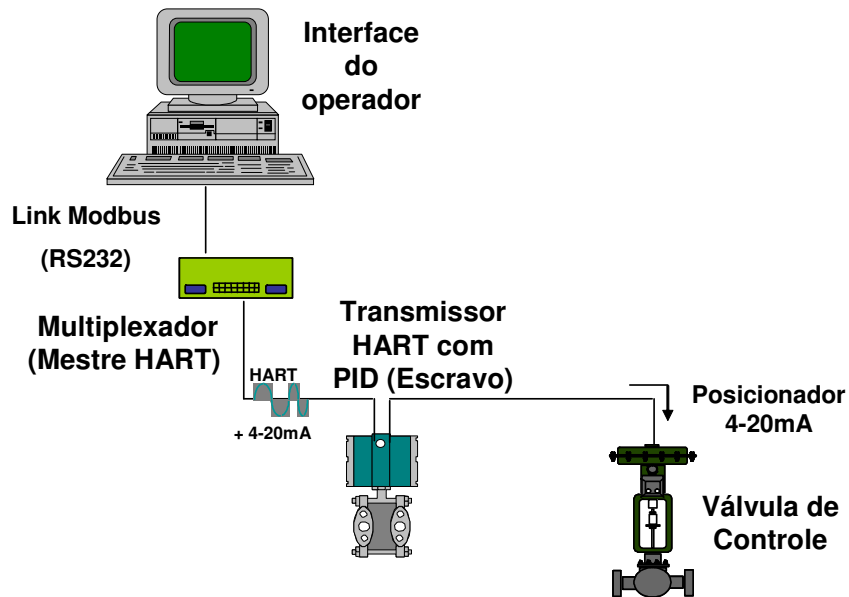 Interface
do
operador
Link Modbus
(RS232)
Multiplexador
(Mestre HART)
Transmissor
HART com
PID (Escravo)
HART
+ 4-20mA
Posicionador
4-20mA
Válvula de
Controle